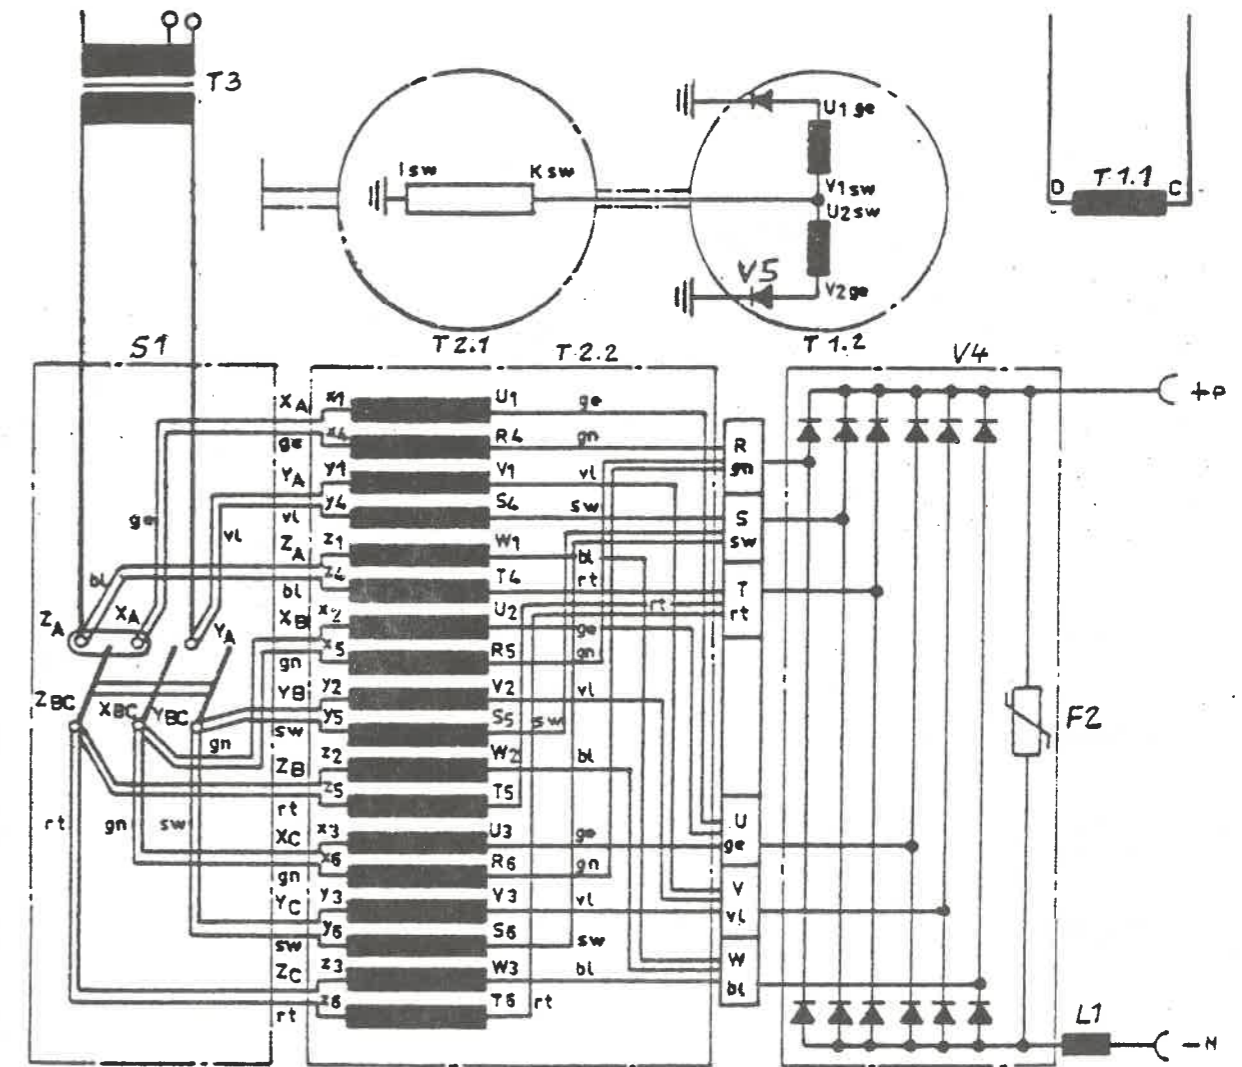 T3
U1 ge
I sw
K sw
V1 sw
U2 sw
V5
V2 ge
D
T1.1
C
S1
T2.1
T2.2
T1.2
V4
XA
x1
U1
ge
+P
ge
x4
R4
gn
R
gn
YA
y1
V1
vl
vl
y4
S4
sw
S
sw
ge
vl
ZA
z1
W1
bl
bl
bl
z4
T4
rt
T
rt
rt
ZA
XA
YA
XB
x2
U2
ge
gn
x5
R5
gn
ZBC
XBC
YBC
YB
y2
V2
vl
sw
y5
S5
sw
F2
gn
ZB
z2
W2
bl
rt
z5
T5
rt
gn
sw
XC
x3
U3
ge
U
ge
gn
x6
R6
gn
YC
y3
V3
vl
V
vl
sw
y6
S6
sw
W
bl
ZC
z3
W3
bl
rt
T6
rt
L1
-N